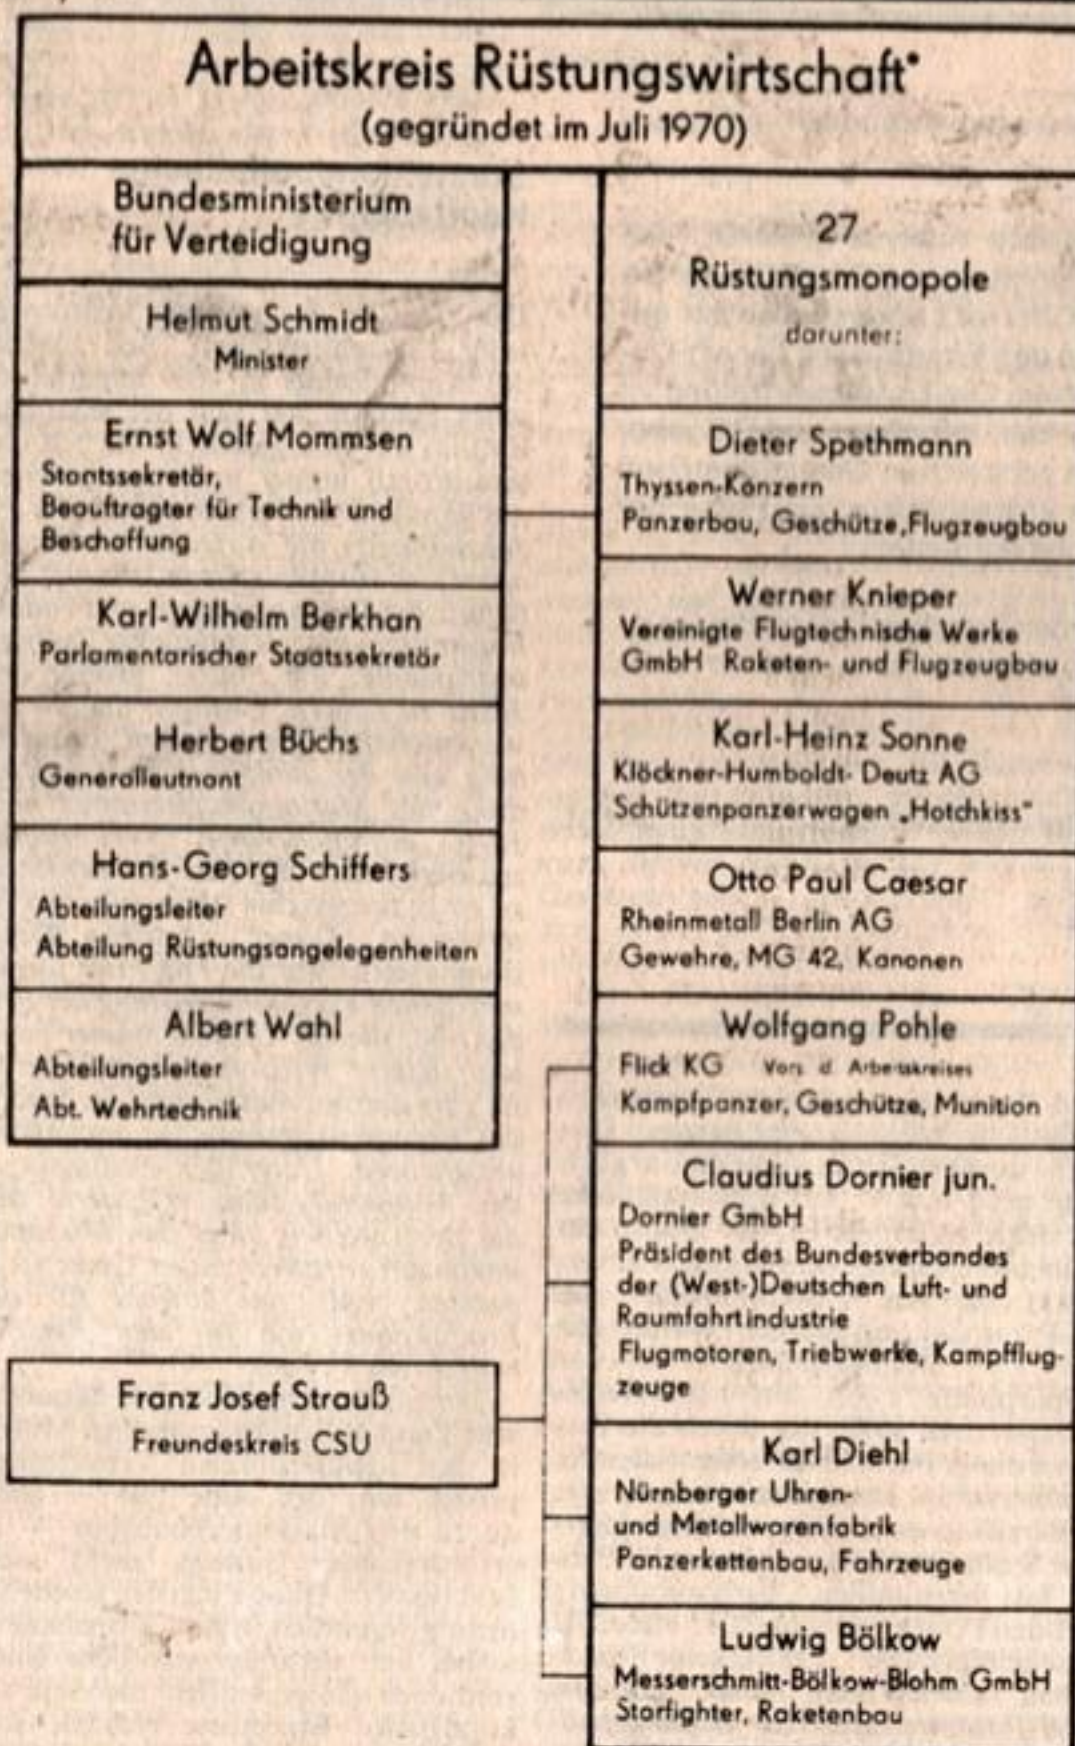 Arbeitskreis Rüstungswirtschaft*
(gegründet im Juli 1970)
Bundesministerium
für Verteidigung
Helmut Schmidt
Minister
Ernst Wolf Mommsen
Staatssekretär,
Beauftragter für Technik und
Beschaffung
Karl-Wilhelm Berkhan
Parlamentarischer Staatssekretär
Herbert Büchs
Generalleutnant
Hans-Georg Schiffers
Abteilungsleiter
Abteilung Rüstungsangelegenheiten
Albert Wahl
Abteilungsleiter
Abt. Wehrtechnik
Franz Josef Strauß
Freundeskreis CSU
27
Rüstungsmonopole
darunter:
Dieter Spethmann
Thyssen-Konzern
Panzerbau, Geschütze,Flugzeugbau
Werner Knieper
Vereinigte Flugtechnische Werke
GmbH Raketen- und Flugzeugbau
Karl-Heinz Sonne
Klöckner-Humboldt- Deutz AG
Schützenpanzerwagen „Hotchkiss"
Otto Paul Caesar
Rheinmetall Berlin AG
Gewehre, MG 42, Kanonen
Wolfgang Pohle
Flick KG Vors. d. Arbeitskreises
Kampfpanzer, Geschütze, Munition
Claudius Dornier jun.
Dornier GmbH
Präsident des Bundesverbandes
der (West-)Deutschen Luft- und
Raumfahrtindustrie
Flugmotoren, Triebwerke, Kampfflug-
zeuge
Karl Diehl
Nürnberger Uhren-
und Metallwarenfabrik
Panzerkettenbau, Fahrzeuge
Ludwig Bölkow
Messerschmitt-Bölkow-Blohm GmbH
Starfighter, Raketenbau